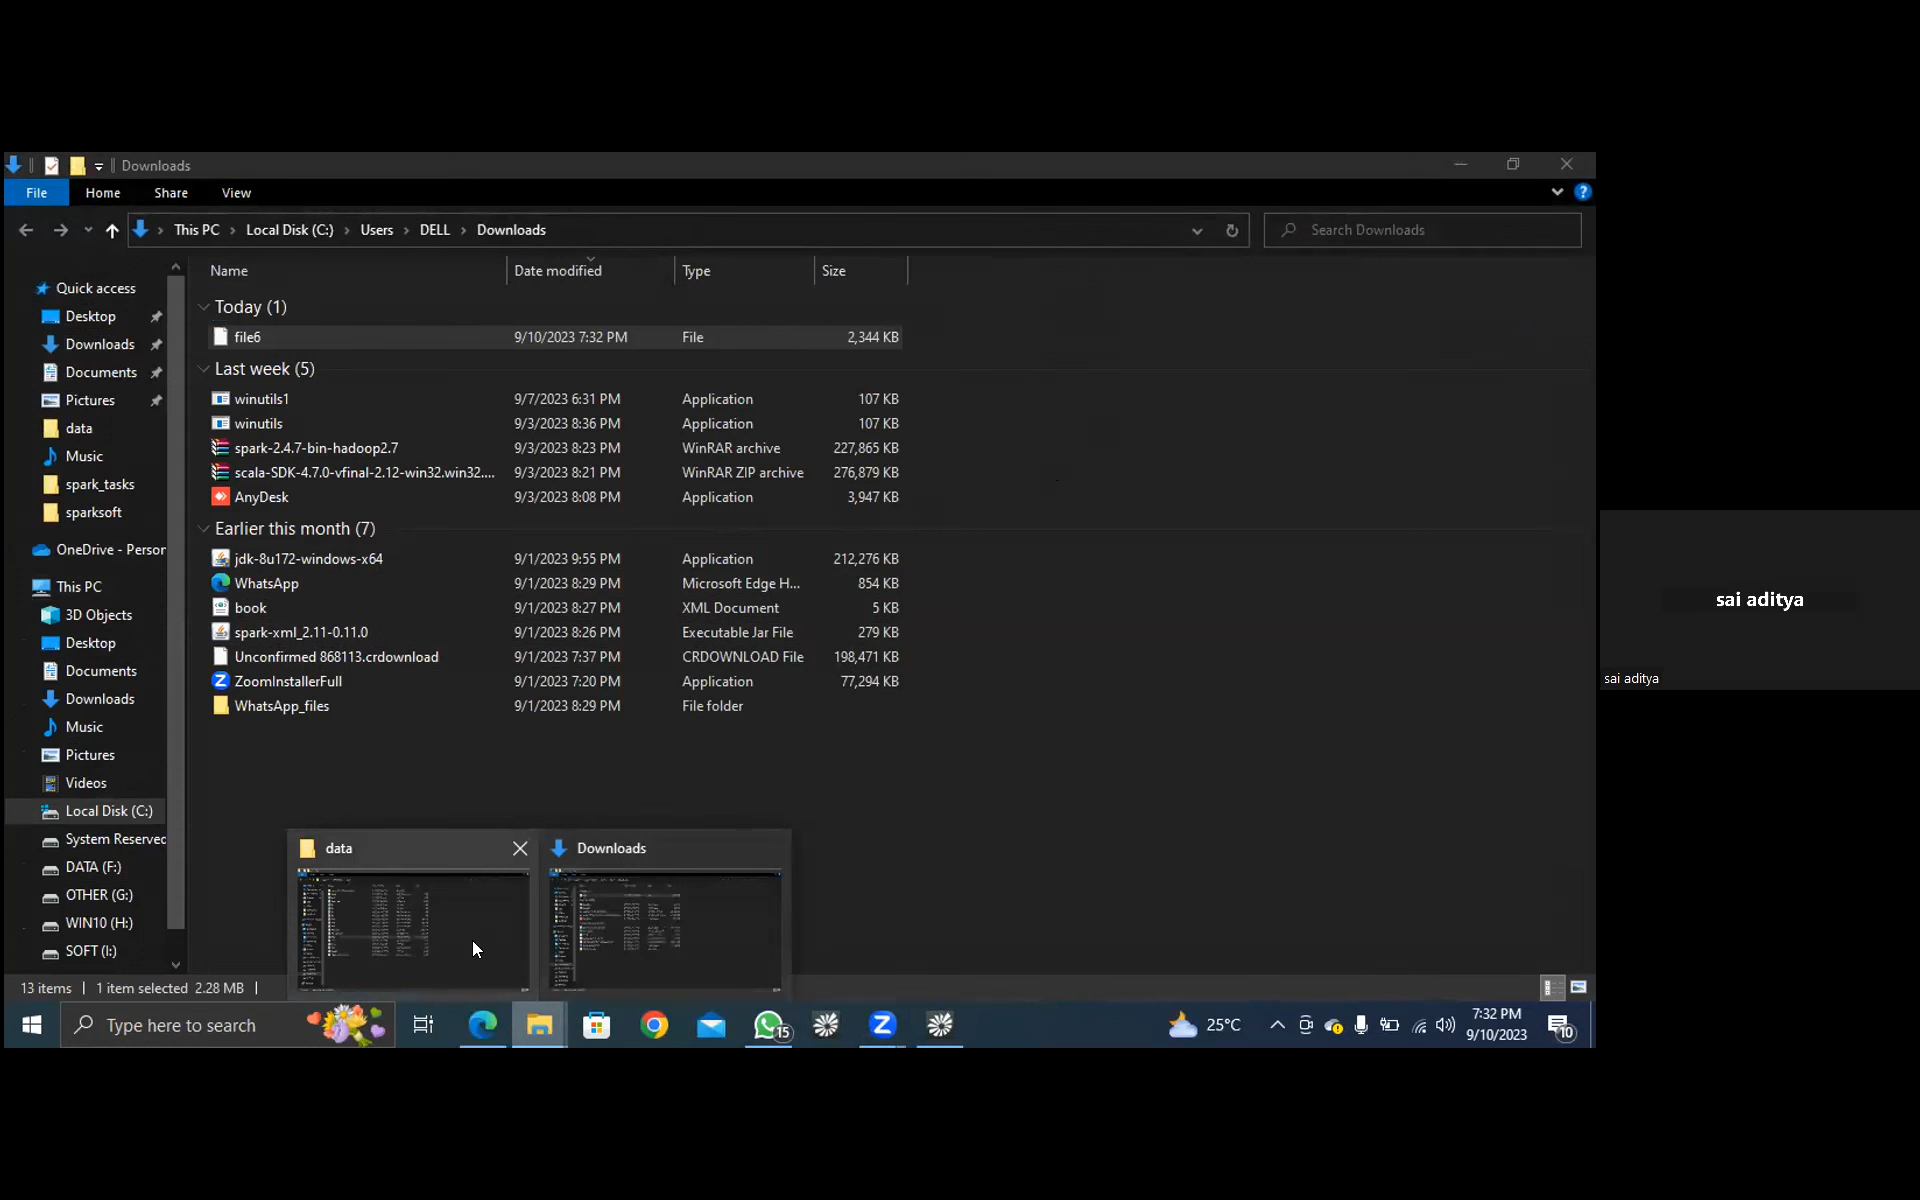 Downloads
File Home Share View
This PC Local Disk (C:) Users DELL Downloads Search Downloads
Name Date modified Type Size
Quick access
Desktop
Downloads
Documents
Pictures
data
Music
spark_tasks
sparksoft
OneDrive - Person
This PC
3D Objects
Desktop
Documents
Downloads
Music
Pictures
Videos
Local Disk (C:)
System Reserved
DATA (F:)
OTHER (G:)
WIN10 (H:)
SOFT (I:)
Today (1)
file6 9/10/2023 7:32 PM File 2,344 KB
Last week (5)
winutils1 9/7/2023 6:31 PM Application 107 KB
winutils 9/3/2023 8:36 PM Application 107 KB
spark-2.4.7-bin-hadoop2.7 9/3/2023 8:23 PM WinRAR archive 227,865 KB
scala-SDK-4.7.0-vfinal-2.12-win32.win32.... 9/3/2023 8:21 PM WinRAR ZIP archive 276,879 KB
AnyDesk 9/3/2023 8:08 PM Application 3,947 KB
Earlier this month (7)
jdk-8u172-windows-x64 9/1/2023 9:55 PM Application 212,276 KB
WhatsApp 9/1/2023 8:29 PM Microsoft Edge H... 854 KB
book 9/1/2023 8:27 PM XML Document 5 KB
spark-xml_2.11-0.11.0 9/1/2023 8:26 PM Executable Jar File 279 KB
Unconfirmed 868113.crdownload 9/1/2023 7:37 PM CRDOWNLOAD File 198,471 KB
ZoomInstallerFull 9/1/2023 7:20 PM Application 77,294 KB
WhatsApp_files 9/1/2023 8:29 PM File folder
data Downloads
13 items 1 item selected 2.28 MB
Type here to search
15
25°C
7:32 PM
9/10/2023
10
sai aditya
sai aditya